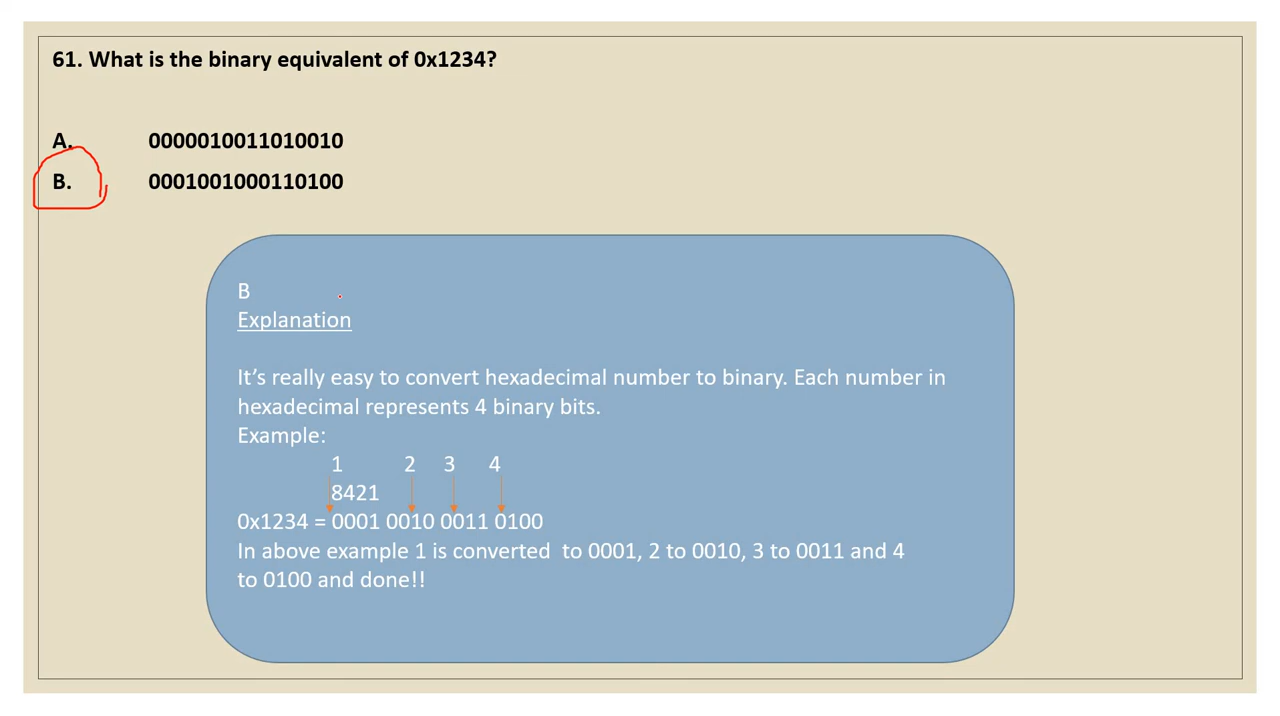 61. What is the binary equivalent of 0x1234?
A. 0000010011010010
B. 0001001000110100
B
Explanation
It’s really easy to convert hexadecimal number to binary. Each number in
hexadecimal represents 4 binary bits.
Example:
1 2 3 4
8421
0x1234 = 0001 0010 0011 0100
In above example 1 is converted to 0001, 2 to 0010, 3 to 0011 and 4
to 0100 and done!!